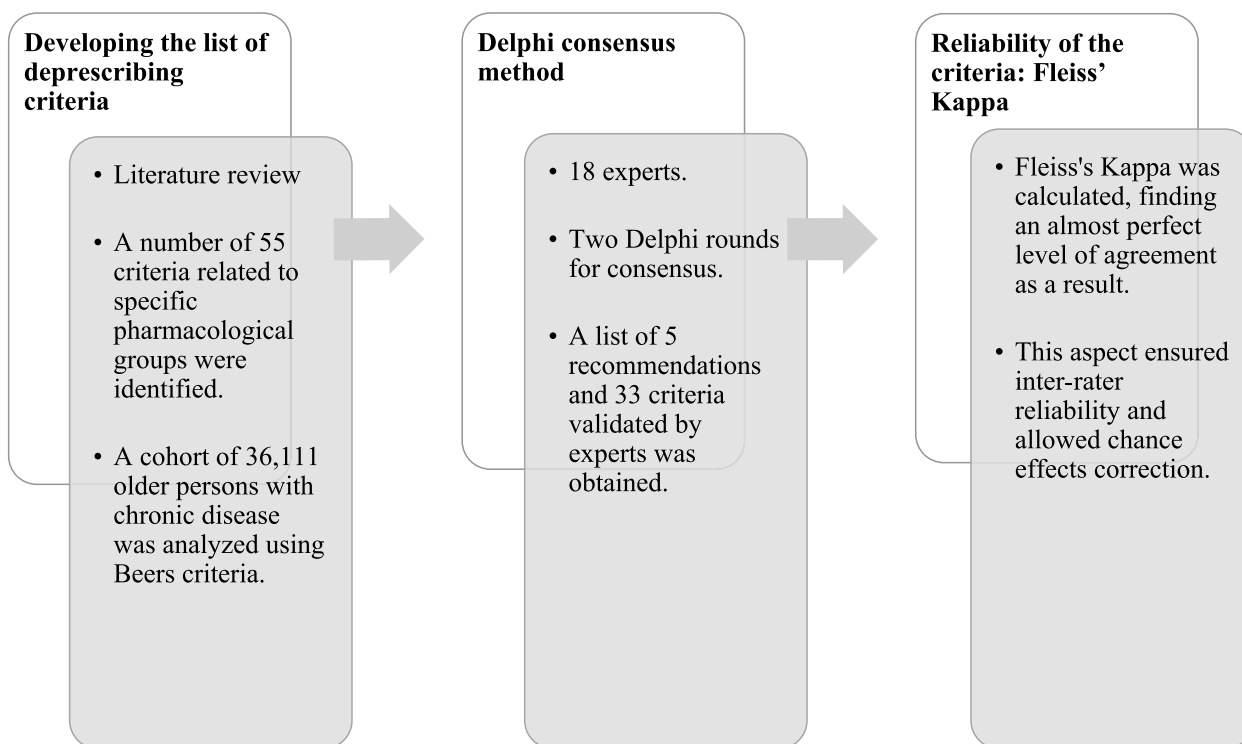 Developing the list of
deprescribing
criteria
• Literature review
• A number of 55
criteria related to
specific
pharmacological
groups were
identified.
• A cohort of 36,111
older persons with
chronic disease
was analyzed using
Beers criteria.
Delphi consensus
method
• 18 experts.
• Two Delphi rounds
for consensus.
• A list of 5
recommendations
and 33 criteria
validated by
experts was
obtained.
Reliability of the
criteria: Fleiss’
Kappa
• Fleiss's Kappa was
calculated, finding
an almost perfect
level of agreement
as a result.
• This aspect ensured
inter-rater
reliability and
allowed chance
effects correction.